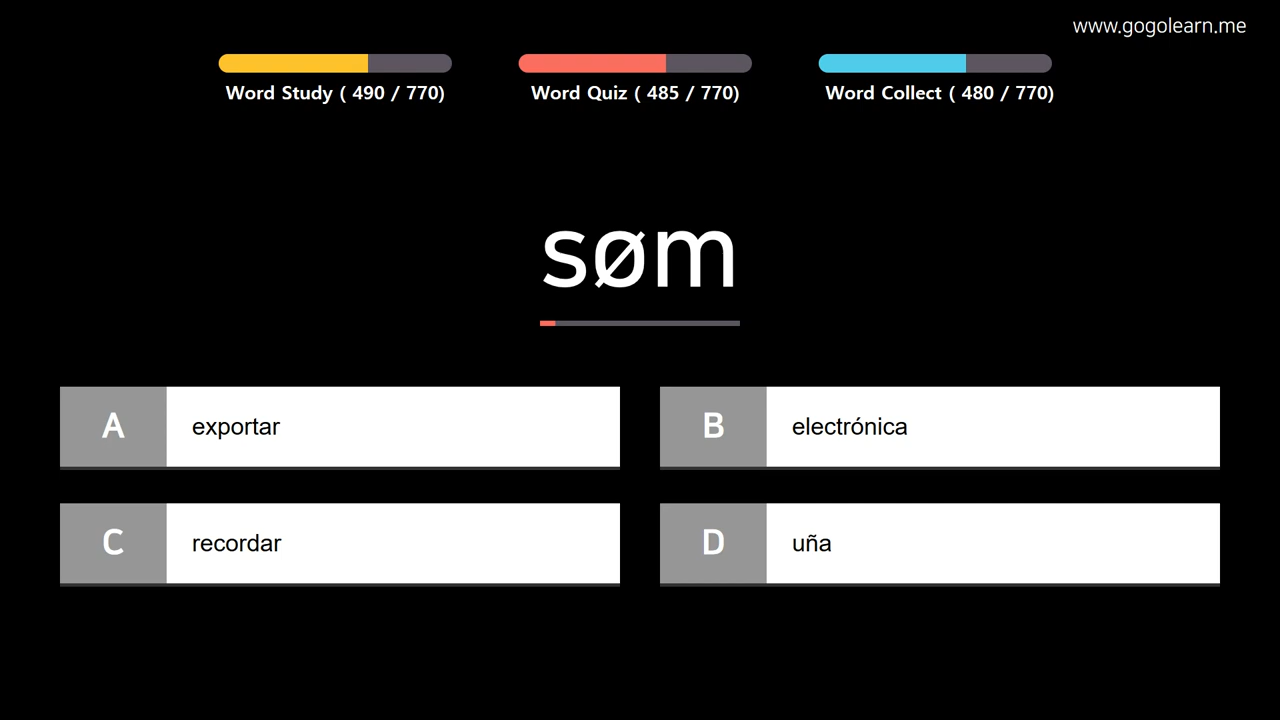 www.gogolearn.me
Word Study ( 490 / 770)
Word Quiz ( 485 / 770)
Word Collect ( 480 / 770)
søm
A exportar
B electrónica
C recordar
D uña